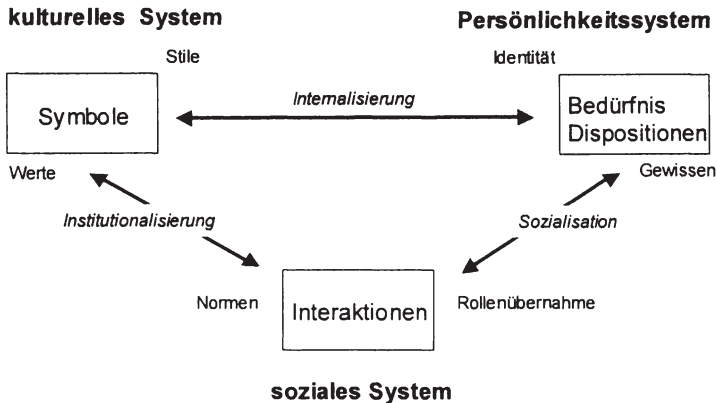 kulturelles System
Persönlichkeitssystem
Stile
Identität
Symbole
Internalisierung
Bedürfnis
Dispositionen
Werte
Gewissen
Institutionalisierung
Sozialisation
Normen
Interaktionen
Rollenübernahme
soziales System